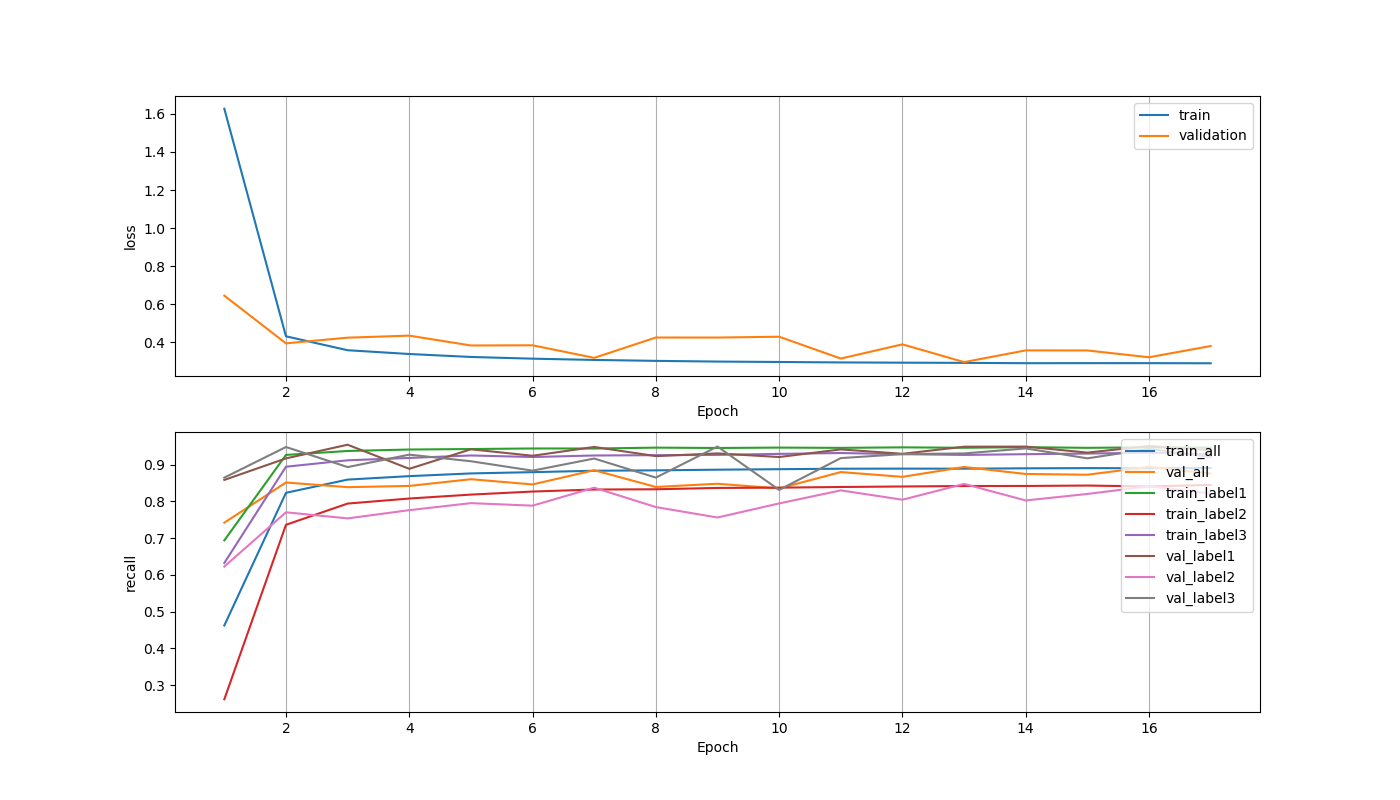 1.6
1.4
1.2
1.0
0.8
0.6
0.4
loss
train
validation
2 4 6 8 10 12 14 16
Epoch
0.9
0.8
0.7
0.6
0.5
0.4
0.3
recall
train_all
val_all
train_label1
train_label2
train_label3
val_label1
val_label2
val_label3
2 4 6 8 10 12 14 16
Epoch